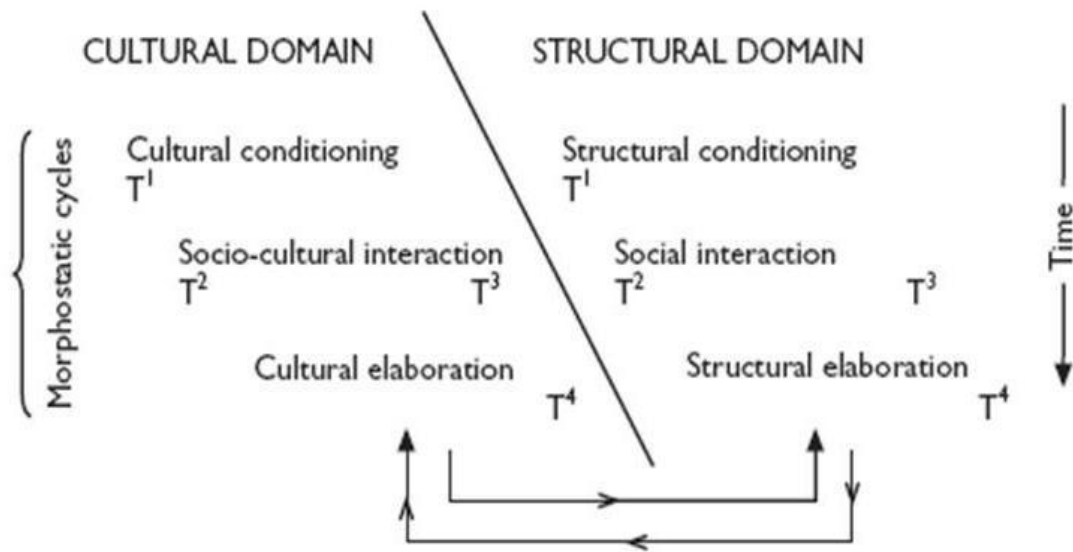 CULTURAL DOMAIN
STRUCTURAL DOMAIN
Morphostatic cycles
Cultural conditioning
T¹
Socio-cultural interaction
T² T³
Cultural elaboration
T⁴
Structural conditioning
T¹
Social interaction
T² T³
Structural elaboration
T⁴
Time